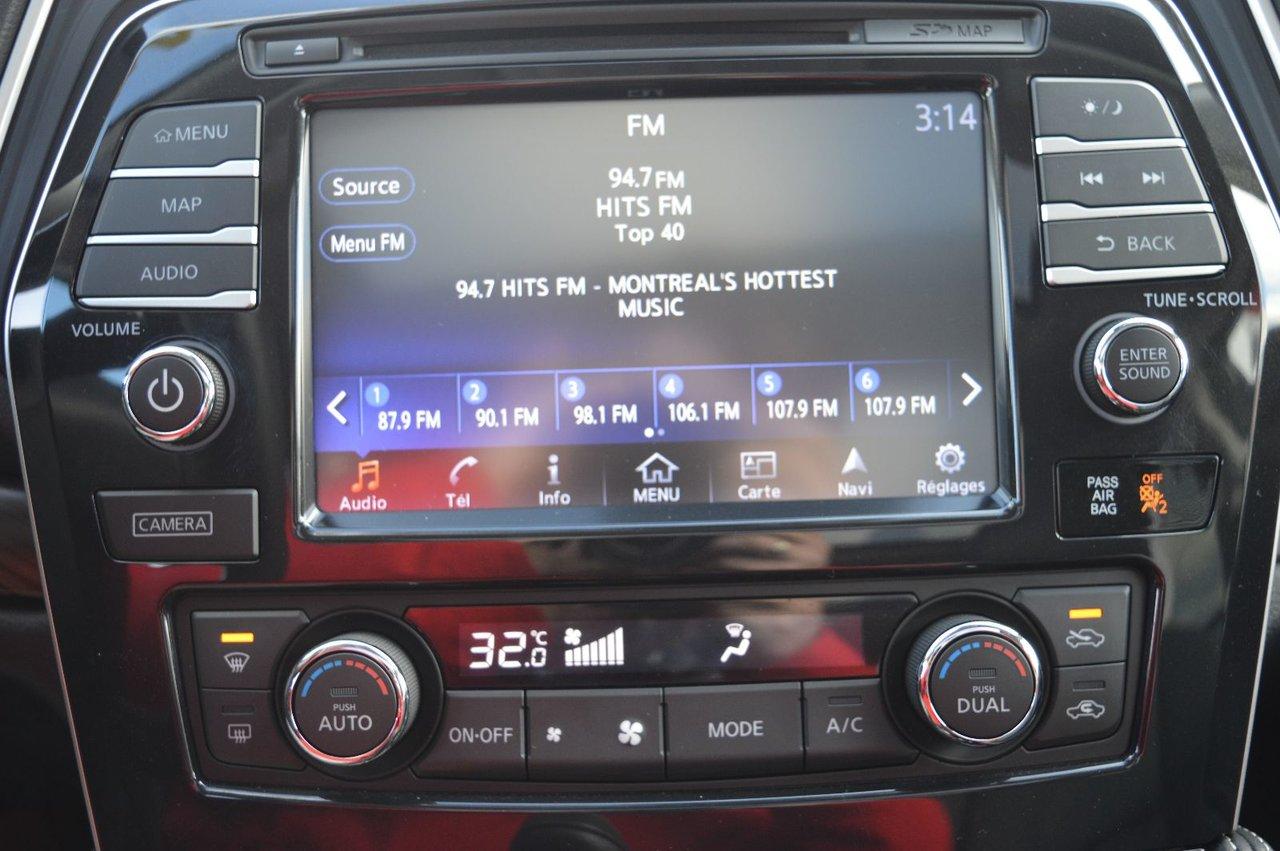 SD MAP
MENU
MAP
AUDIO
VOLUME
CAMERA
FM
3:14
Source
Menu FM
94.7 FM
HITS FM
Top 40
94.7 HITS FM - MONTREAL'S HOTTEST
MUSIC
1 2 3 4 5 6
87.9 FM 90.1 FM 98.1 FM 106.1 FM 107.9 FM 107.9 FM
Audio Tél Info MENU Carte Navi Réglages
BACK
TUNE•SCROLL
ENTER
SOUND
PASS
AIR
BAG
OFF
2
32.0°C
PUSH
AUTO
ON•OFF
MODE
A/C
PUSH
DUAL